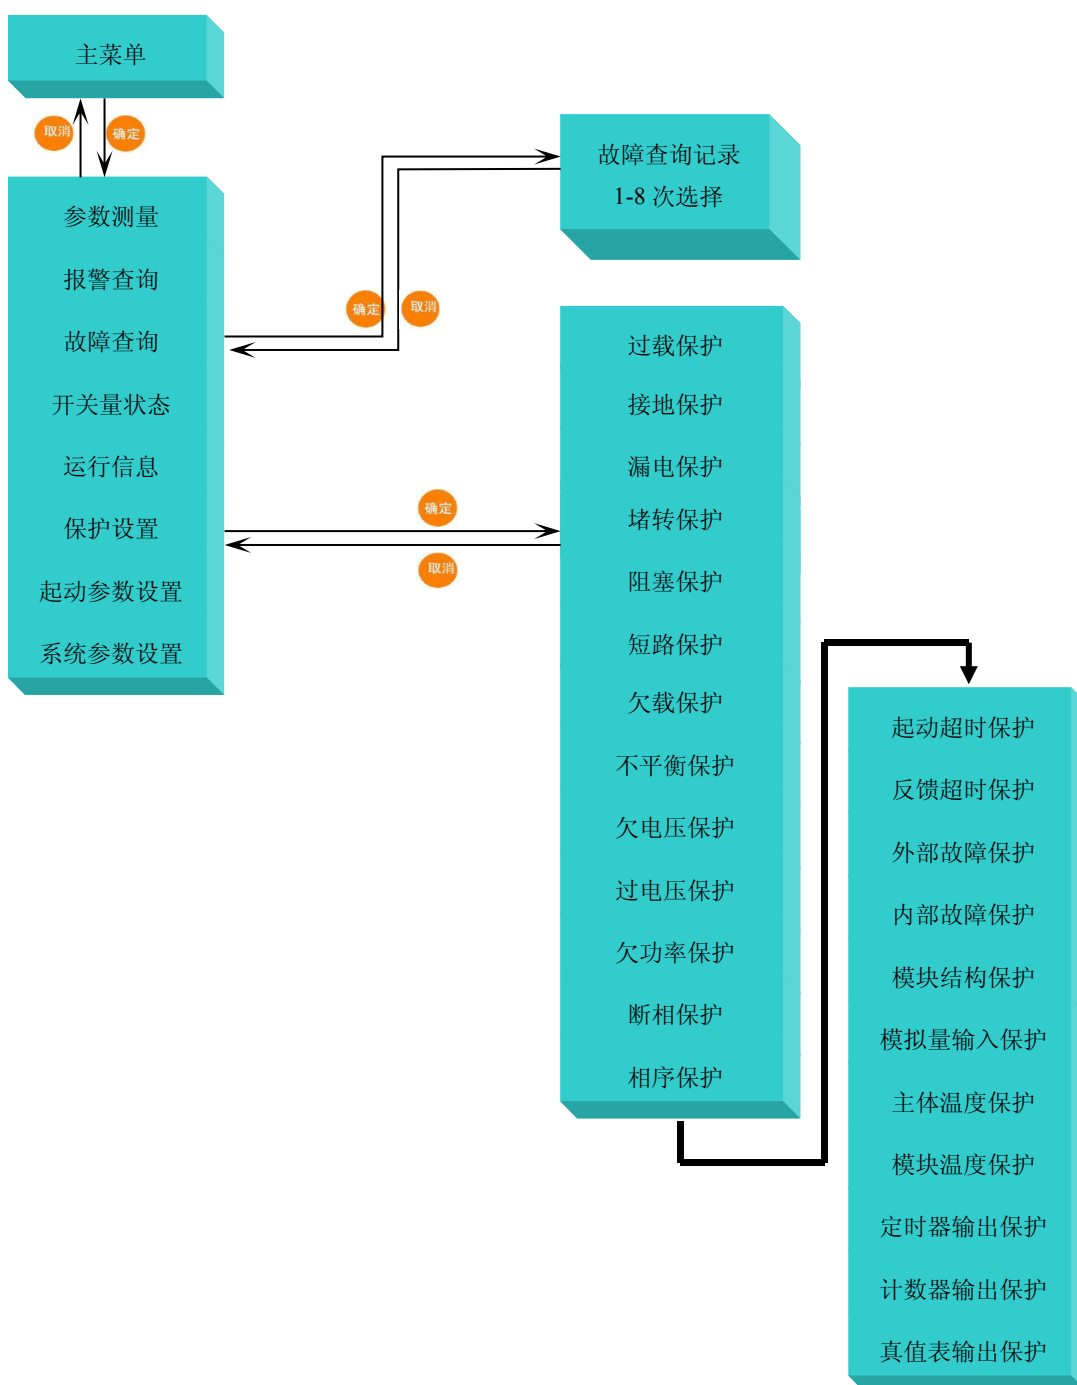 主菜单
取消
确定
参数测量
报警查询
故障查询
开关量状态
运行信息
保护设置
起动参数设置
系统参数设置
确定
取消
故障查询记录
1-8 次选择
确定
取消
过载保护
接地保护
漏电保护
堵转保护
阻塞保护
短路保护
欠载保护
不平衡保护
欠电压保护
过电压保护
欠功率保护
断相保护
相序保护
起动超时保护
反馈超时保护
外部故障保护
内部故障保护
模块结构保护
模拟量输入保护
主体温度保护
模块温度保护
定时器输出保护
计数器输出保护
真值表输出保护